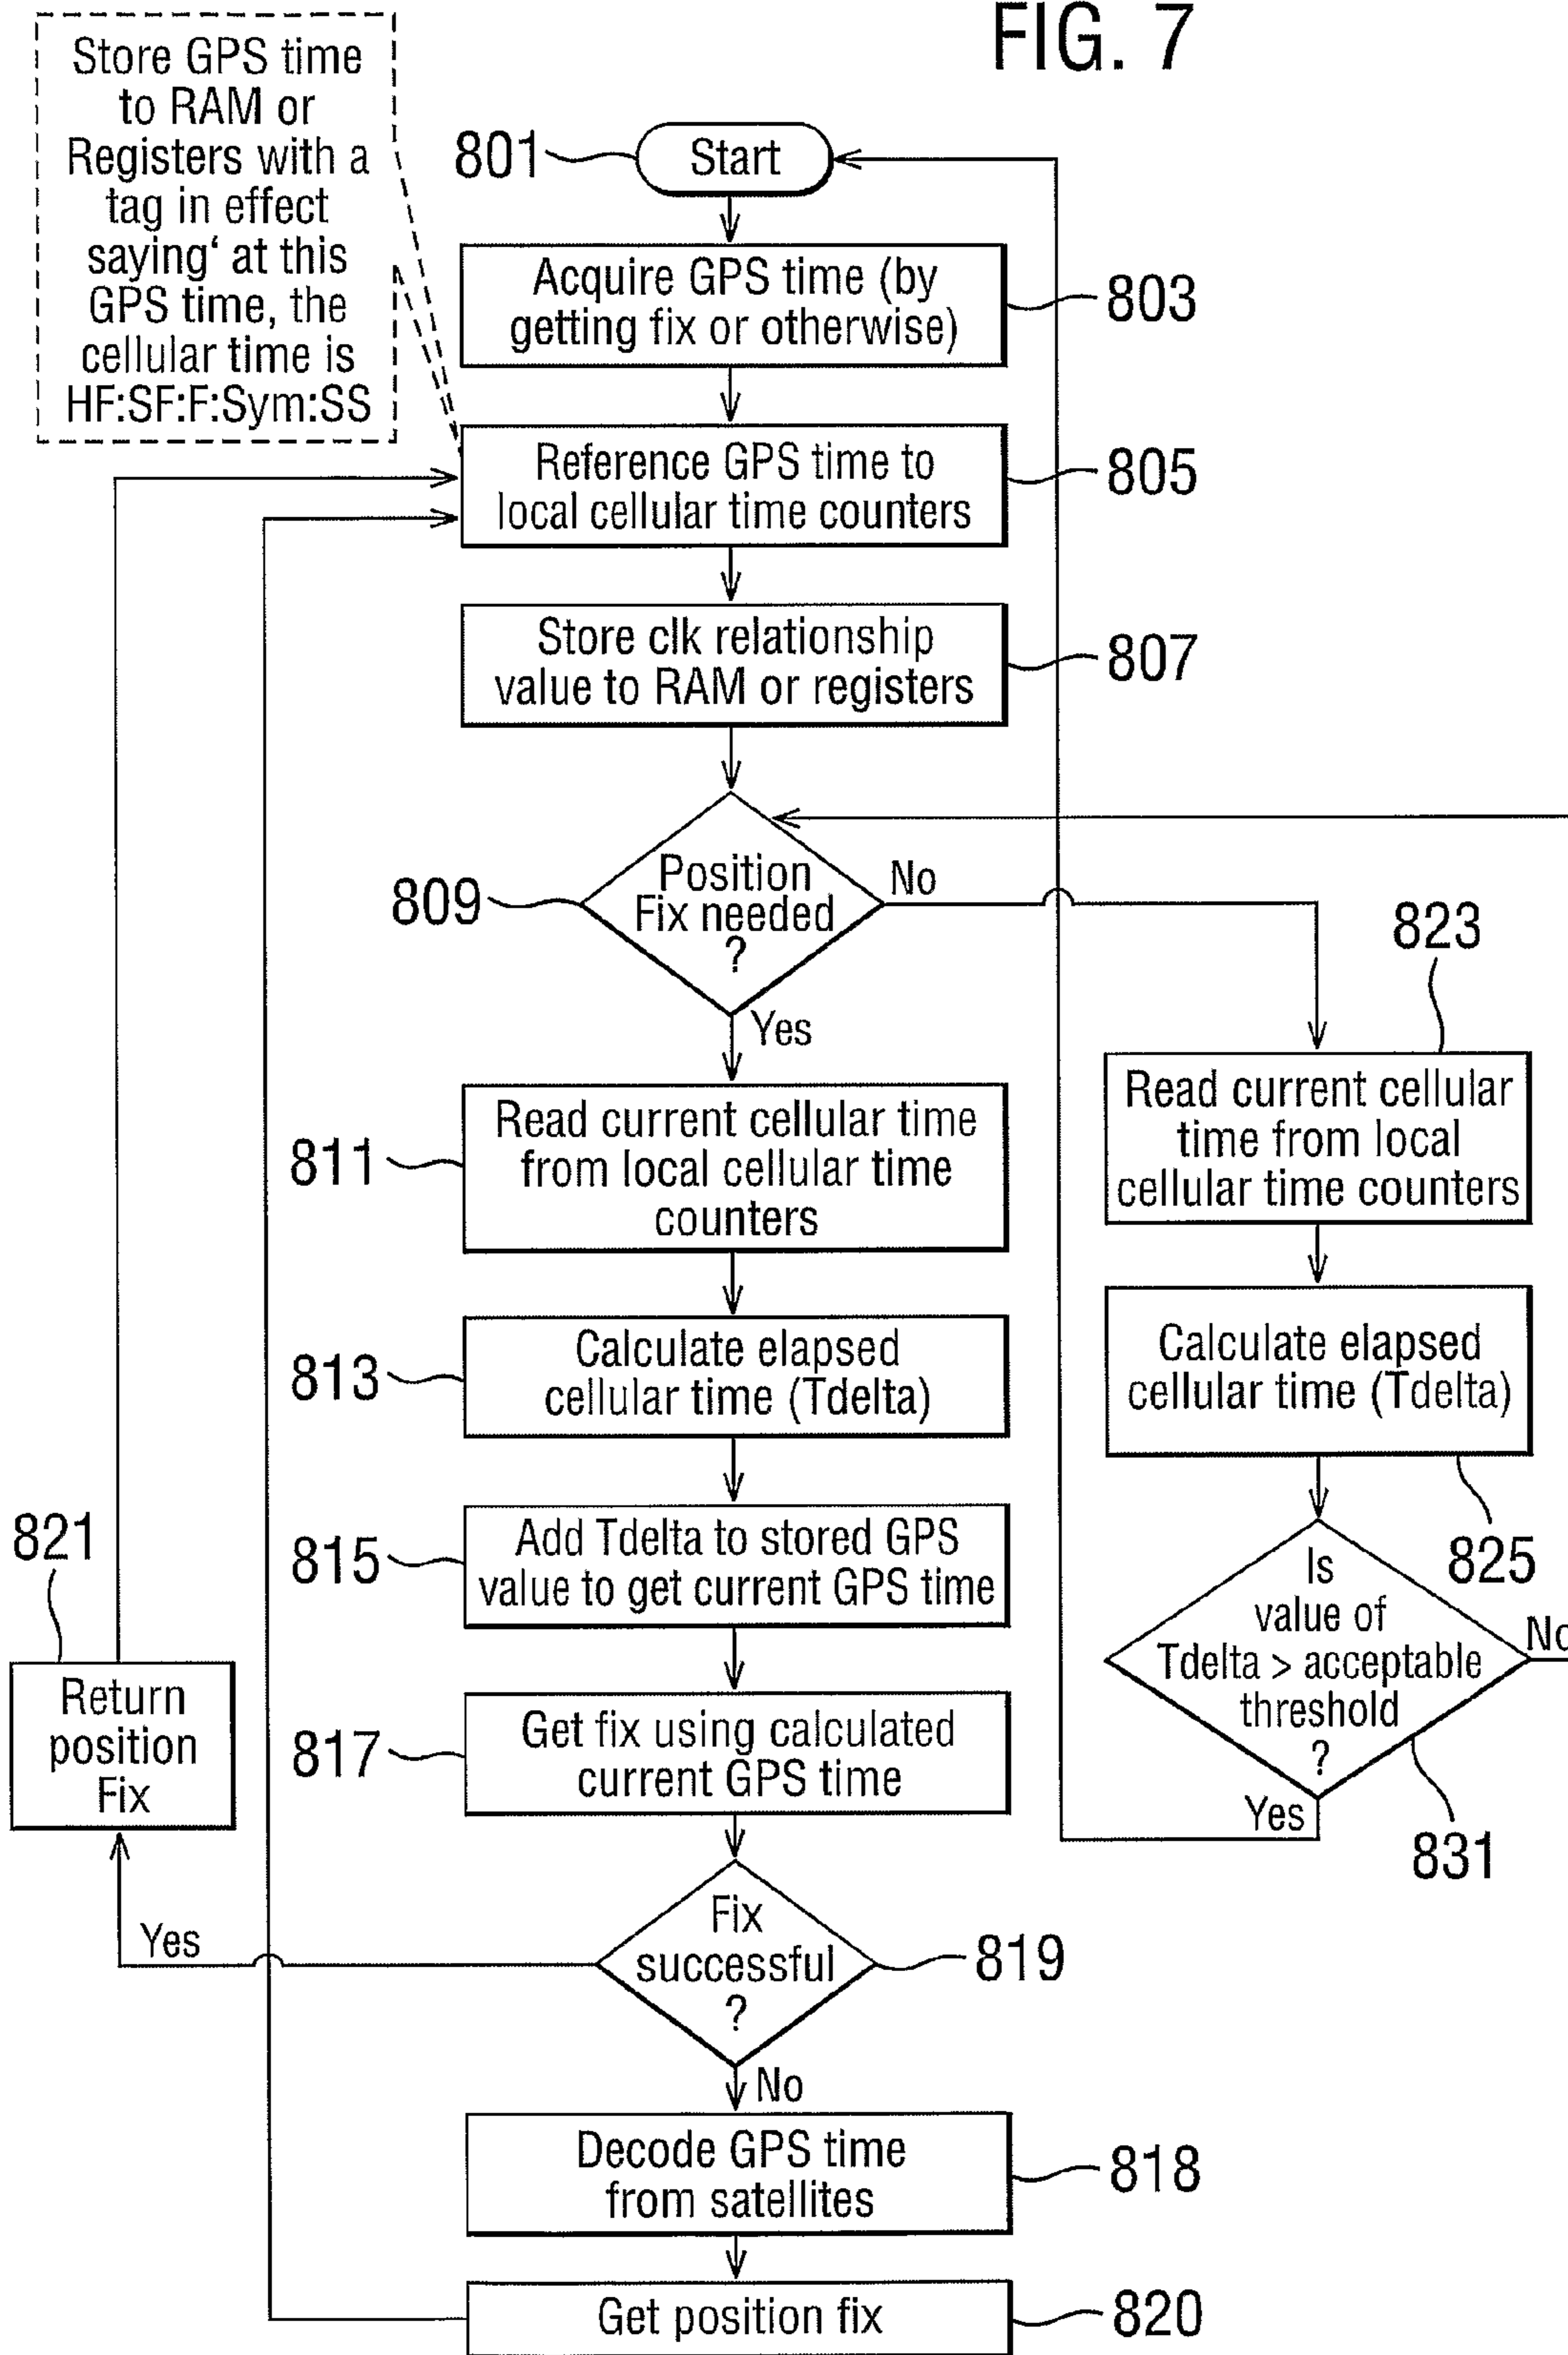 FIG. 7
Store GPS time
to RAM or
Registers with a
tag in effect
saying‘ at this
GPS time, the
cellular time is
HF:SF:F:Sym:SS
801
Start
Acquire GPS time (by
getting fix or otherwise)
803
Reference GPS time to
local cellular time counters
805
Store clk relationship
value to RAM or registers
807
809
Position
Fix needed
?
No
Yes
823
Read current cellular
time from local
cellular time counters
811
Read current cellular time
from local cellular time
counters
813
Calculate elapsed
cellular time (Tdelta)
Calculate elapsed
cellular time (Tdelta)
825
815
Add Tdelta to stored GPS
value to get current GPS time
Is
value of
Tdelta > acceptable
threshold
?
No
Yes
831
821
Return
position
Fix
817
Get fix using calculated
current GPS time
Fix
successful
?
819
Yes
No
Decode GPS time
from satellites
818
Get position fix
820